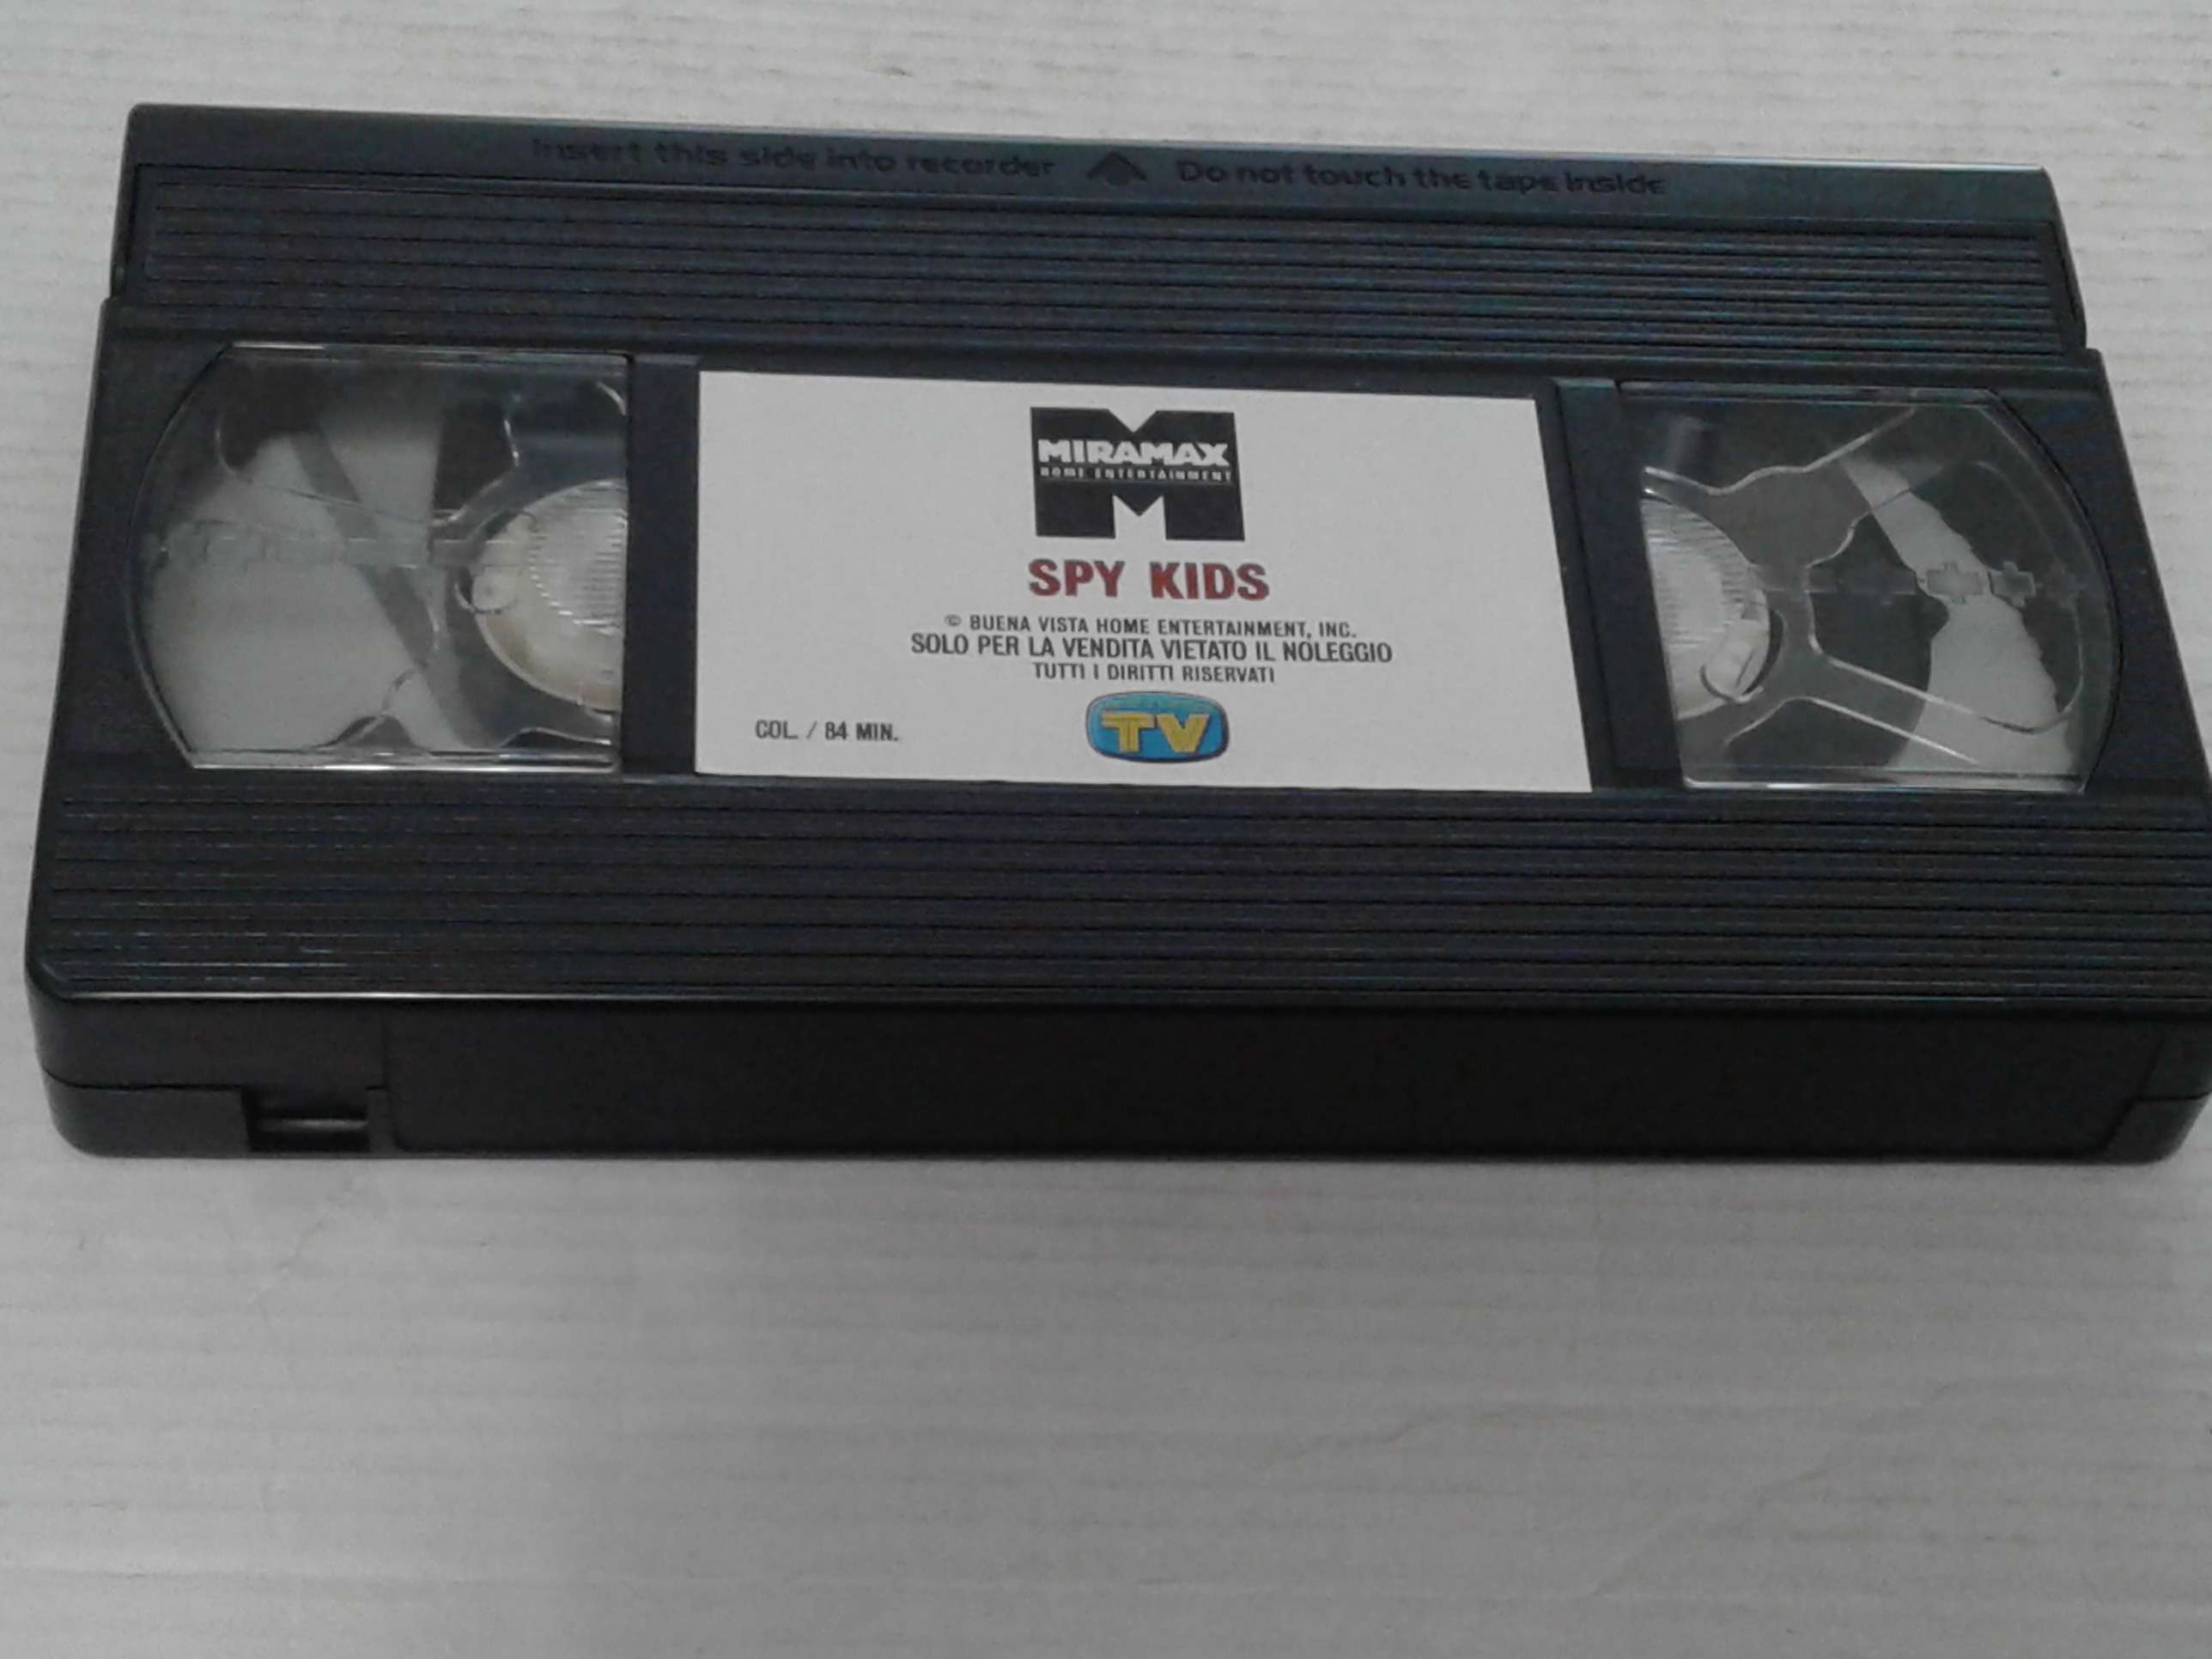 Insert this side into recorder Do not touch the tape inside
MIRAMAX
HOME ENTERTAINMENT
SPY KIDS
© BUENA VISTA HOME ENTERTAINMENT, INC.
SOLO PER LA VENDITA VIETATO IL NOLEGGIO
TUTTI I DIRITTI RISERVATI
COL. / 84 MIN.
TV